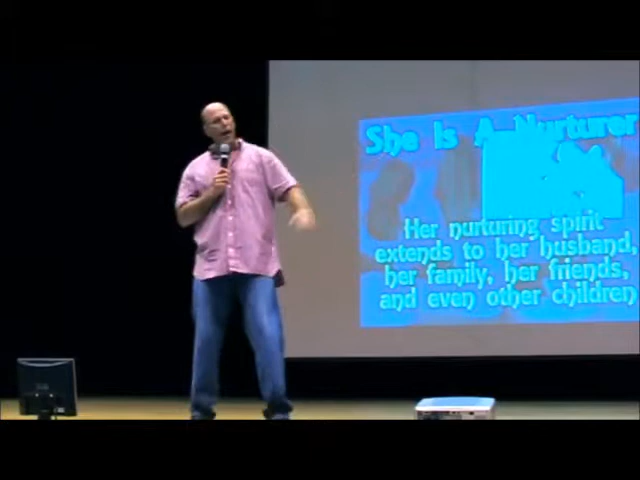 She Is A Nurturer
Her nurturing spirit
extends to her husband,
her family, her friends,
and even other children